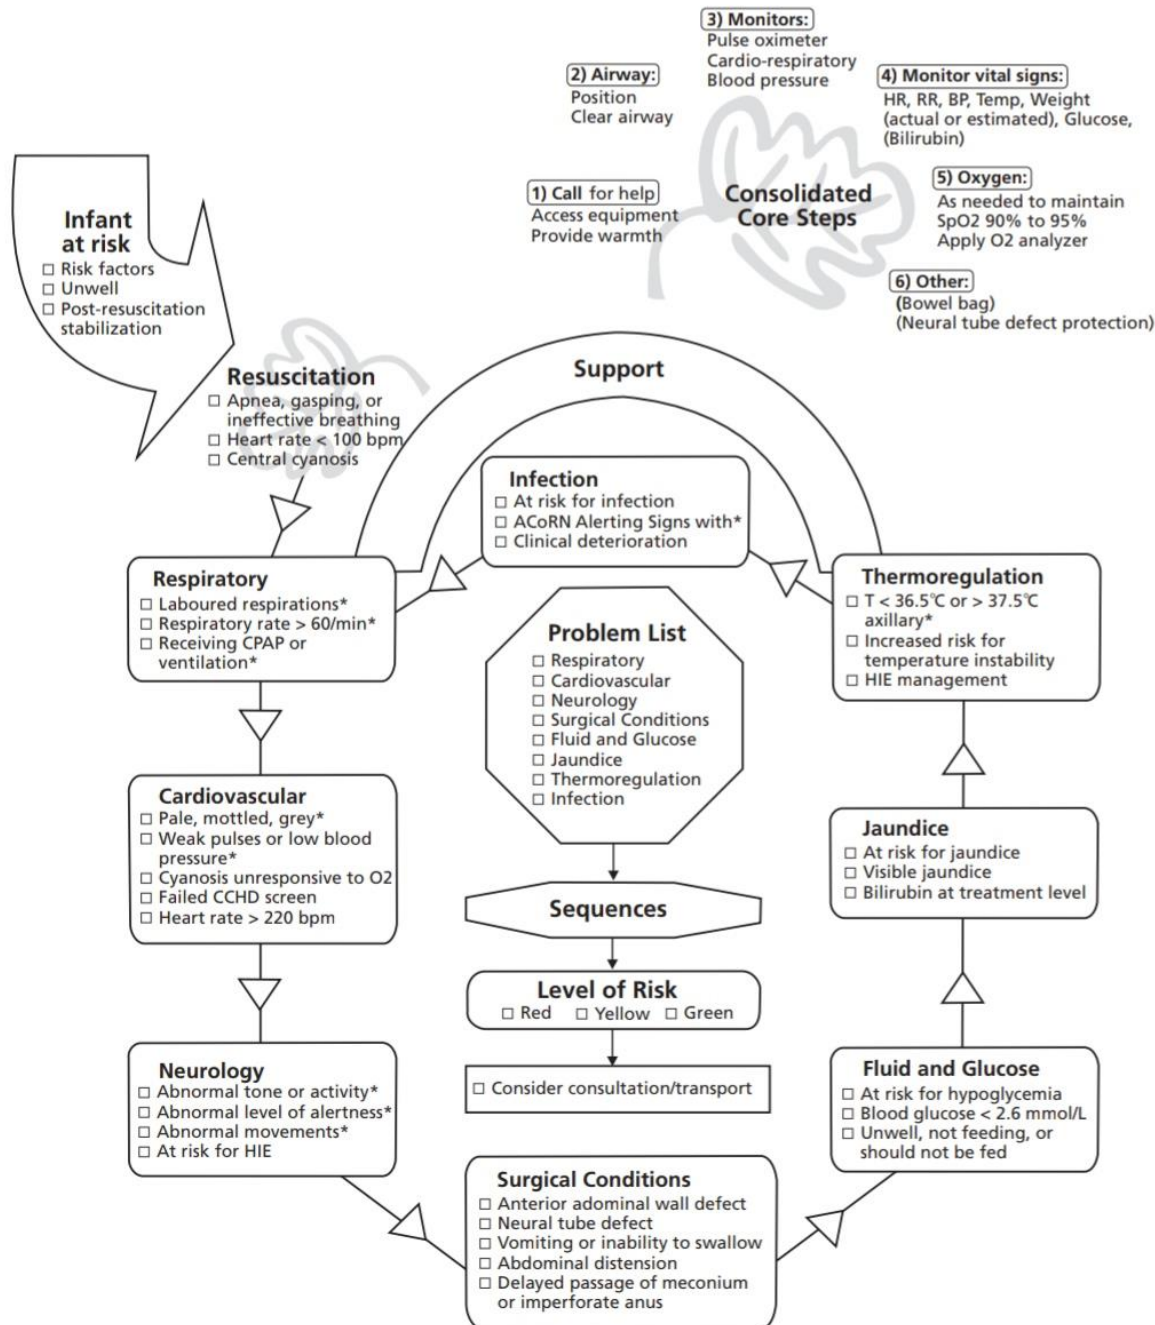 3) Monitors:
Pulse oximeter
Cardio-respiratory
Blood pressure
2) Airway:
Position
Clear airway
4) Monitor vital signs:
HR, RR, BP, Temp, Weight
(actual or estimated), Glucose,
(Bilirubin)
1) Call for help
Access equipment
Provide warmth
Consolidated
Core Steps
5) Oxygen:
As needed to maintain
SpO2 90% to 95%
Apply O2 analyzer
6) Other:
(Bowel bag)
(Neural tube defect protection)
Infant
at risk
☐ Risk factors
☐ Unwell
☐ Post-resuscitation
stabilization
Resuscitation
☐ Apnea, gasping, or
ineffective breathing
☐ Heart rate < 100 bpm
☐ Central cyanosis
Support
Infection
☐ At risk for infection
☐ ACoRN Alerting Signs with*
☐ Clinical deterioration
Respiratory
☐ Laboured respirations*
☐ Respiratory rate > 60/min*
☐ Receiving CPAP or
ventilation*
Thermoregulation
☐ T < 36.5℃ or > 37.5℃
axillary*
☐ Increased risk for
temperature instability
☐ HIE management
Problem List
☐ Respiratory
☐ Cardiovascular
☐ Neurology
☐ Surgical Conditions
☐ Fluid and Glucose
☐ Jaundice
☐ Thermoregulation
☐ Infection
Cardiovascular
☐ Pale, mottled, grey*
☐ Weak pulses or low blood
pressure*
☐ Cyanosis unresponsive to O2
☐ Failed CCHD screen
☐ Heart rate > 220 bpm
Jaundice
☐ At risk for jaundice
☐ Visible jaundice
☐ Bilirubin at treatment level
Sequences
Level of Risk
☐ Red ☐ Yellow ☐ Green
☐ Consider consultation/transport
Neurology
☐ Abnormal tone or activity*
☐ Abnormal level of alertness*
☐ Abnormal movements*
☐ At risk for HIE
Fluid and Glucose
☐ At risk for hypoglycemia
☐ Blood glucose < 2.6 mmol/L
☐ Unwell, not feeding, or
should not be fed
Surgical Conditions
☐ Anterior adominal wall defect
☐ Neural tube defect
☐ Vomiting or inability to swallow
☐ Abdominal distension
☐ Delayed passage of meconium
or imperforate anus